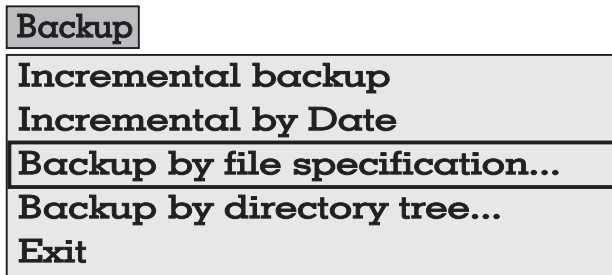 Backup
Incremental backup
Incremental by Date
Backup by file specification...
Backup by directory tree...
Exit